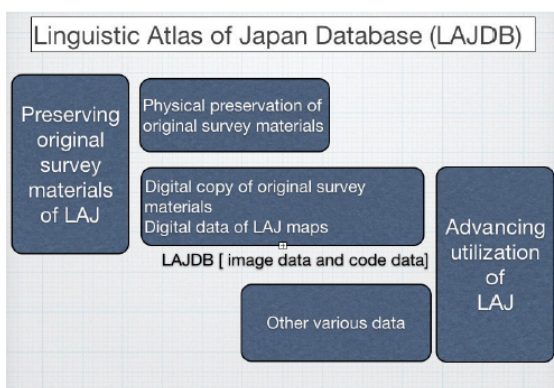 Linguistic Atlas of Japan Database (LAJDB)
Preserving
original
survey
materials
of LAJ
Physical preservation of
original survey materials
Digital copy of original survey
materials
Digital data of LAJ maps
LAJDB [ image data and code data]
Other various data
Advancing
utilization
of
LAJ